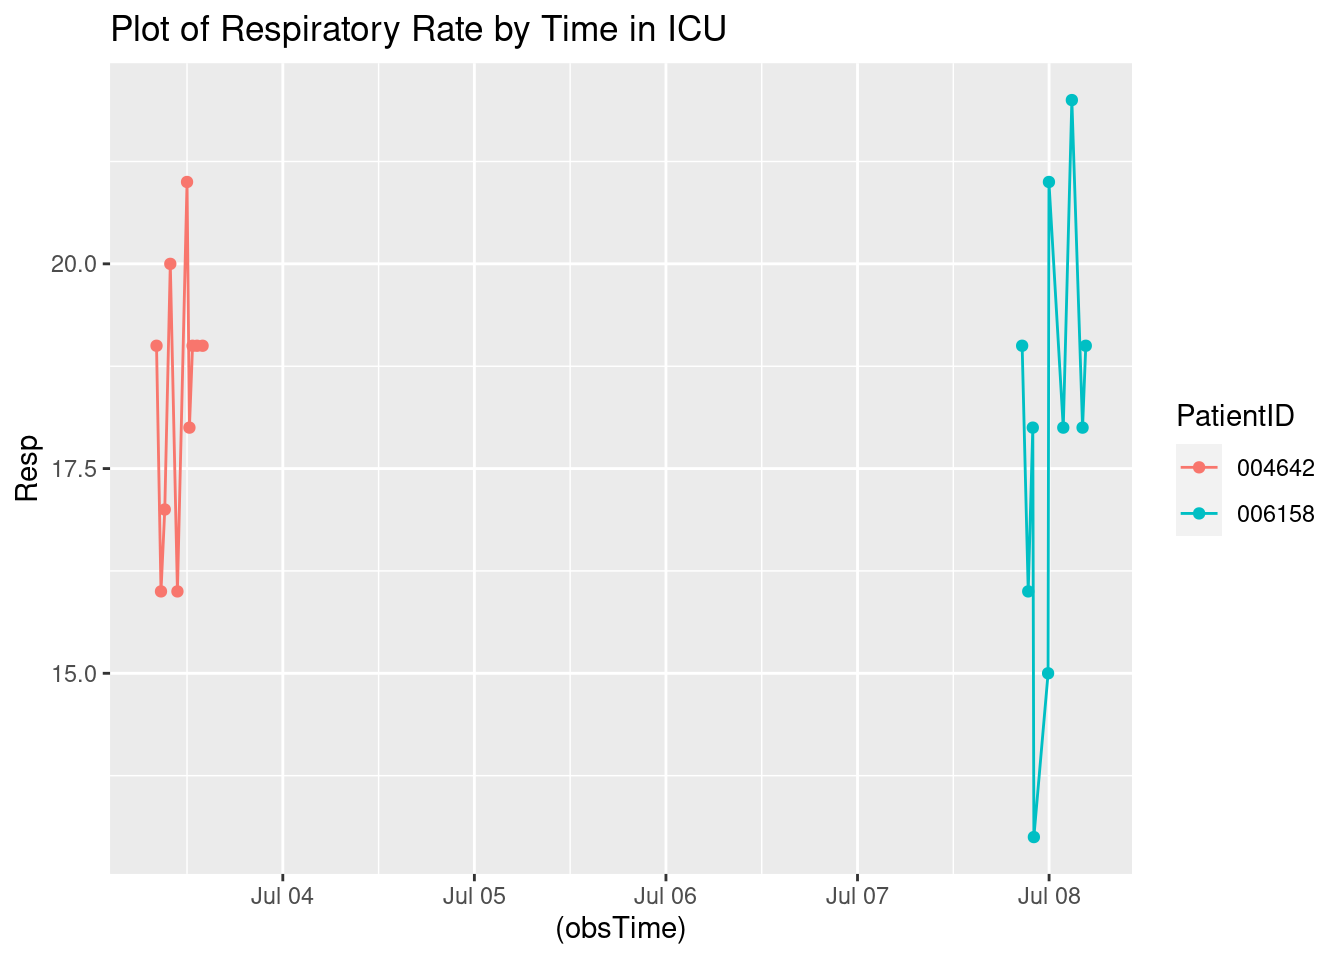 Plot of Respiratory Rate by Time in ICU
20.0
17.5
15.0
Resp
Jul 04 Jul 05 Jul 06 Jul 07 Jul 08
(obsTime)
PatientID
004642
006158